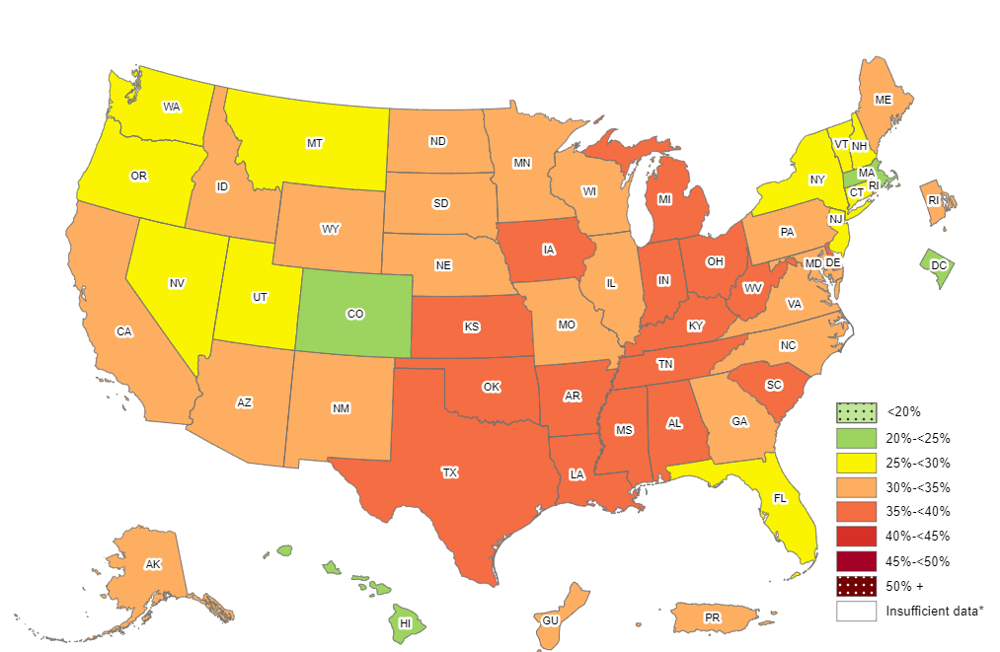 WA
MT
ND
MN
ME
VT
NH
OR
ID
SD
WI
MI
NY
MA
CT
RI
WY
IA
PA
NJ
RI
NV
UT
NE
IL
IN
OH
MD
DE
DC
CO
KS
MO
KY
WV
VA
CA
AZ
NM
OK
AR
TN
NC
SC
TX
LA
MS
AL
GA
FL
AK
HI
GU
PR
<20%
20%-<25%
25%-<30%
30%-<35%
35%-<40%
40%-<45%
45%-<50%
50% +
Insufficient data*